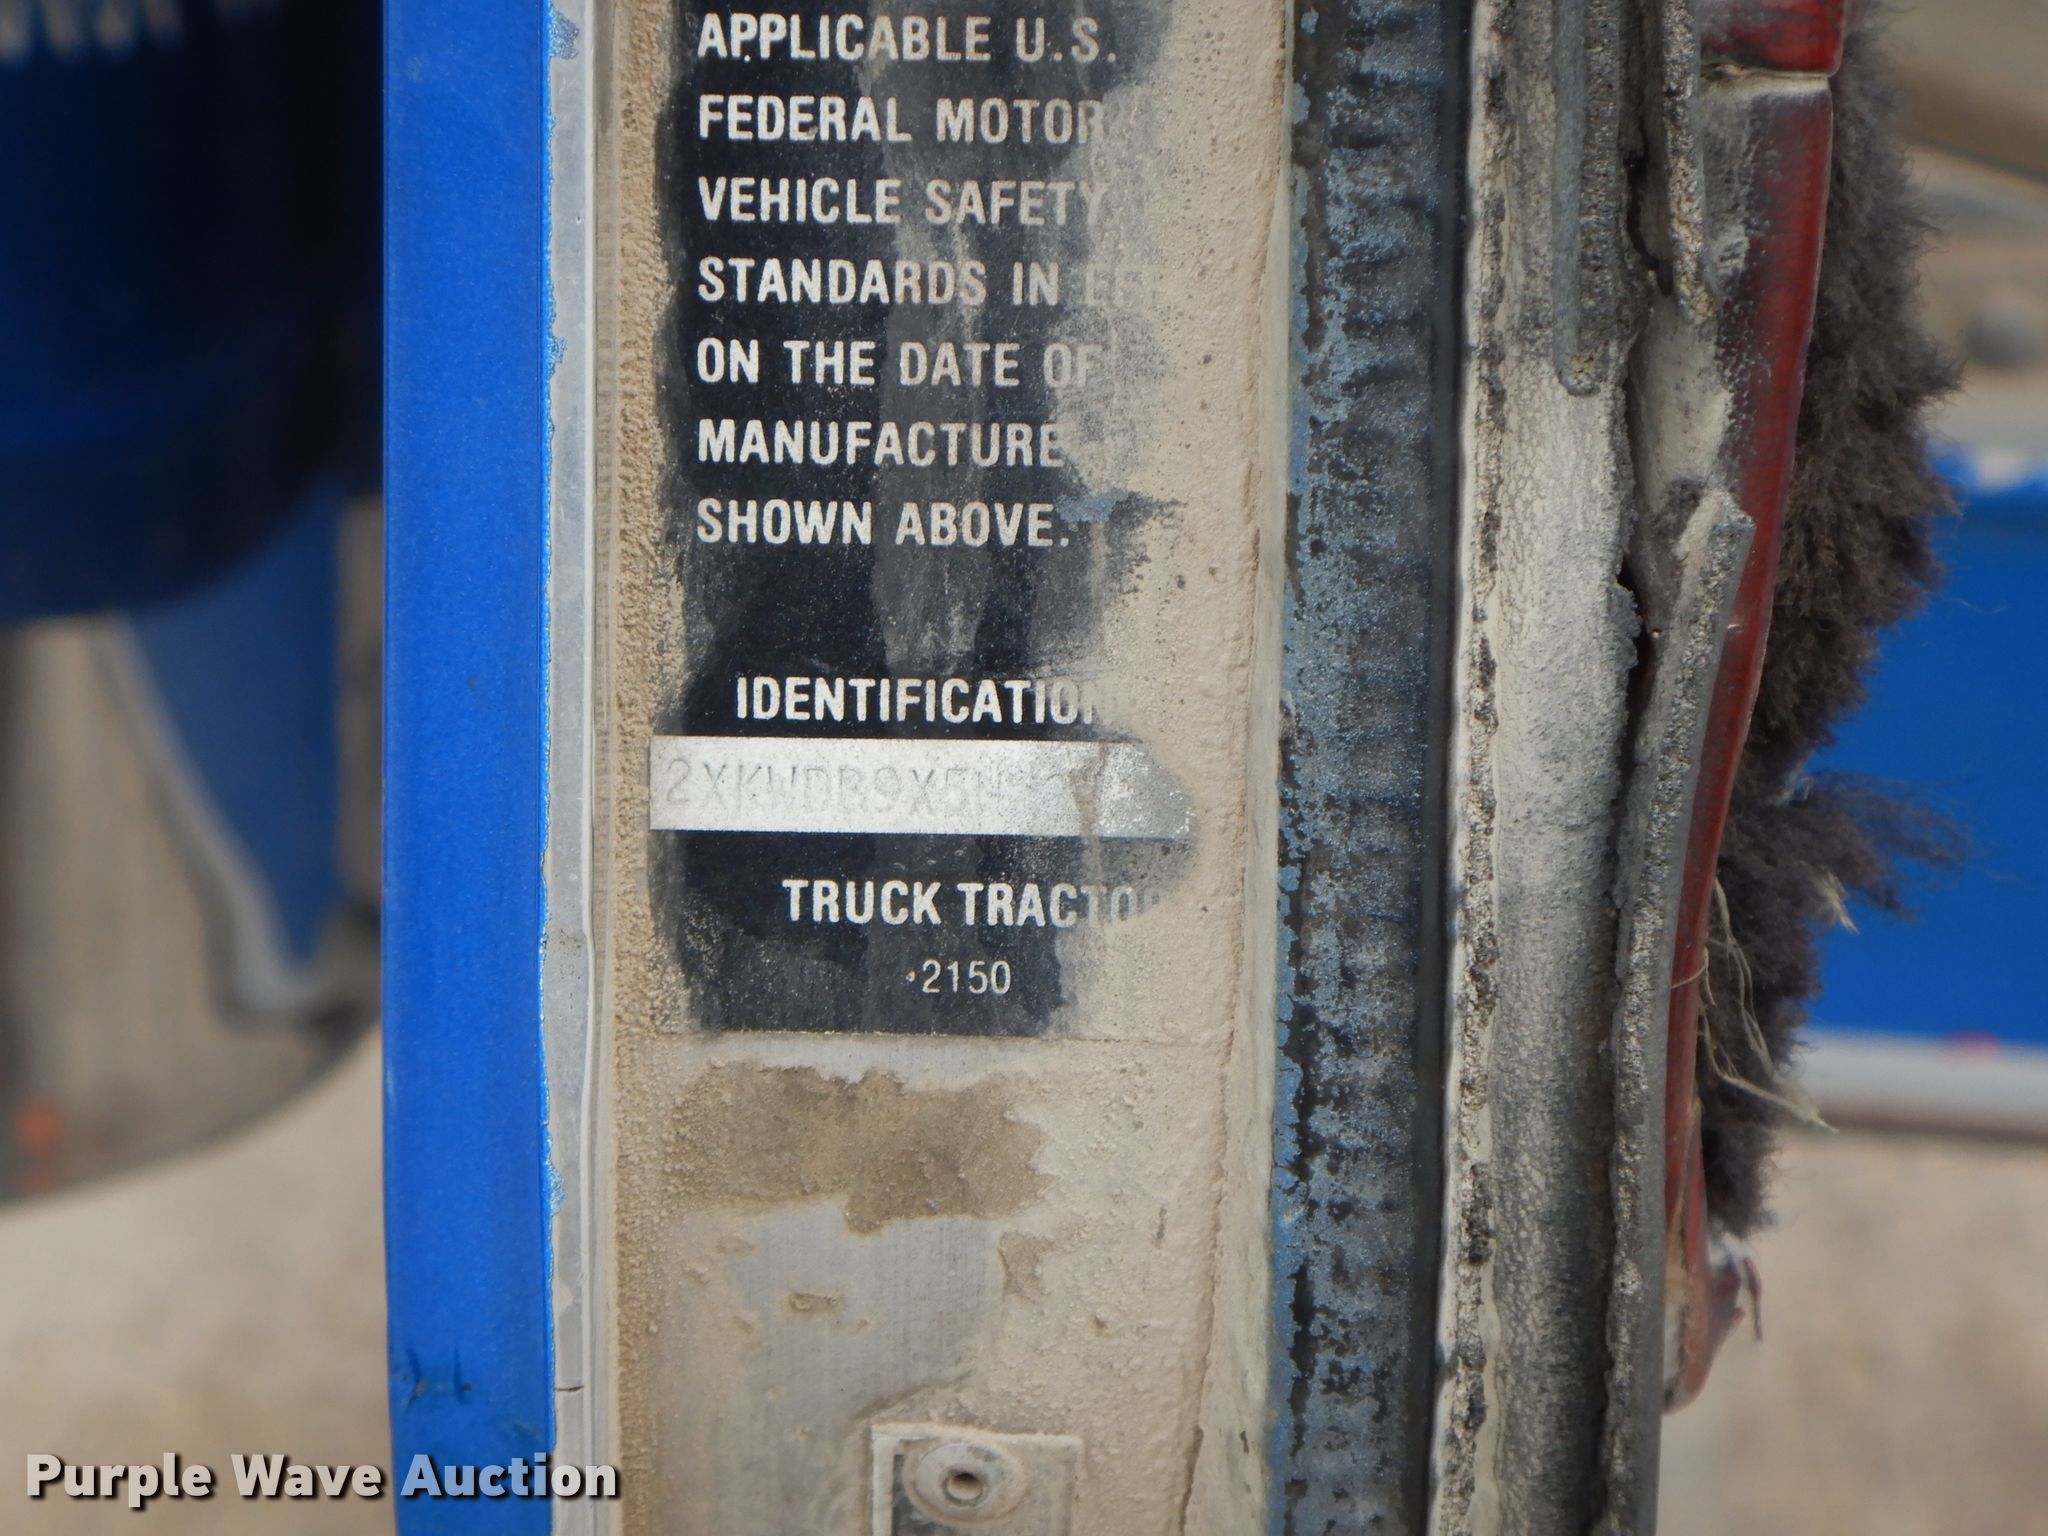 APPLICABLE U.S.
FEDERAL MOTOR
VEHICLE SAFETY
STANDARDS IN
ON THE DATE OF
MANUFACTURE
SHOWN ABOVE.
IDENTIFICATION
TRUCK TRACTOR
2150
Purple Wave Auction